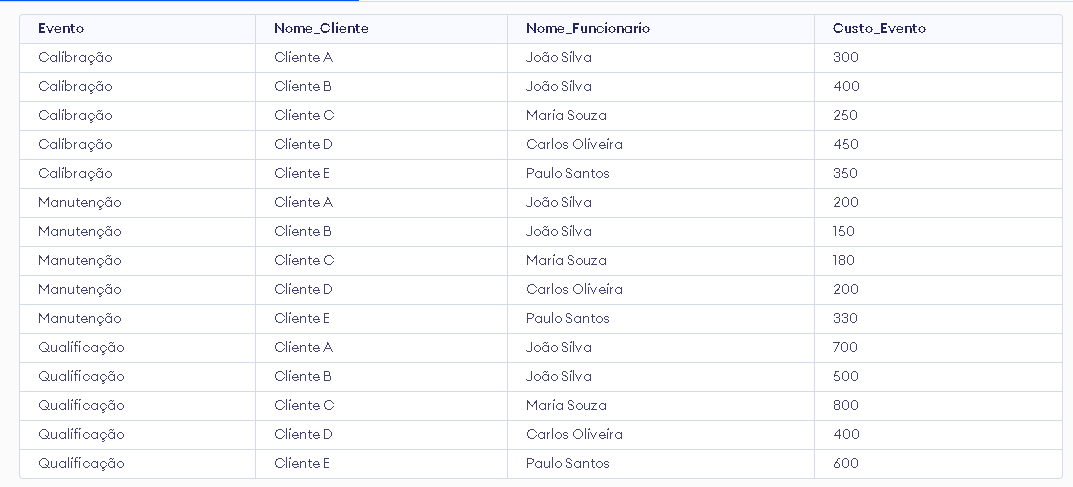 Evento Nome_Cliente Nome_Funcionario Custo_Evento
Calibração Cliente A João Silva 300
Calibração Cliente B João Silva 400
Calibração Cliente C Maria Souza 250
Calibração Cliente D Carlos Oliveira 450
Calibração Cliente E Paulo Santos 350
Manutenção Cliente A João Silva 200
Manutenção Cliente B João Silva 150
Manutenção Cliente C Maria Souza 180
Manutenção Cliente D Carlos Oliveira 200
Manutenção Cliente E Paulo Santos 330
Qualificação Cliente A João Silva 700
Qualificação Cliente B João Silva 500
Qualificação Cliente C Maria Souza 800
Qualificação Cliente D Carlos Oliveira 400
Qualificação Cliente E Paulo Santos 600